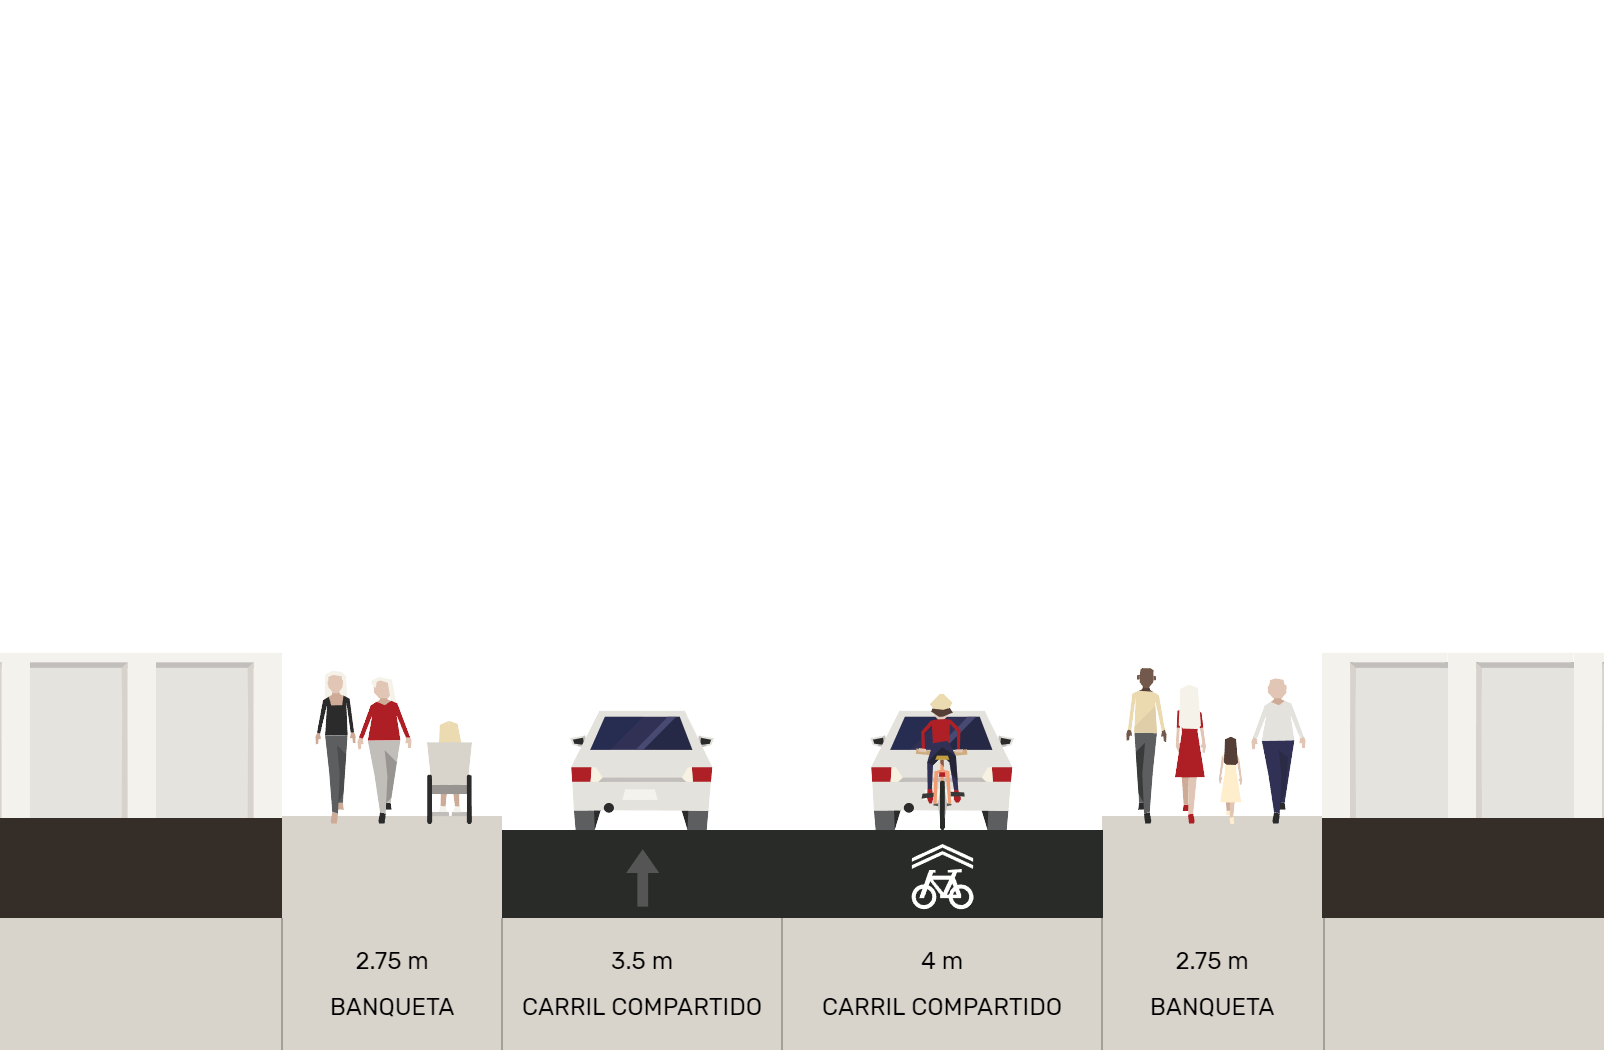 2.75 m
BANQUETA
3.5 m
CARRIL COMPARTIDO
4 m
CARRIL COMPARTIDO
2.75 m
BANQUETA